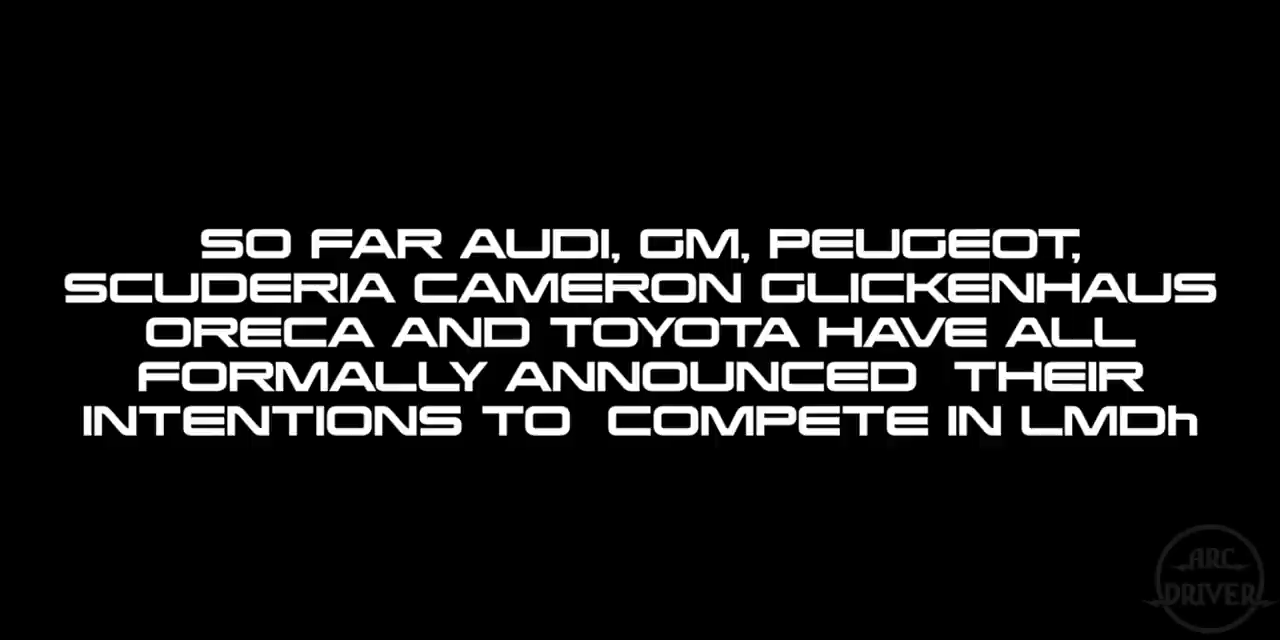 SO FAR AUDI, GM, PEUGEOT,
SCUDERIA CAMERON GLICKENHAUS
ORECA AND TOYOTA HAVE ALL
FORMALLY ANNOUNCED THEIR
INTENTIONS TO COMPETE IN LMDh
ARC
DRIVER